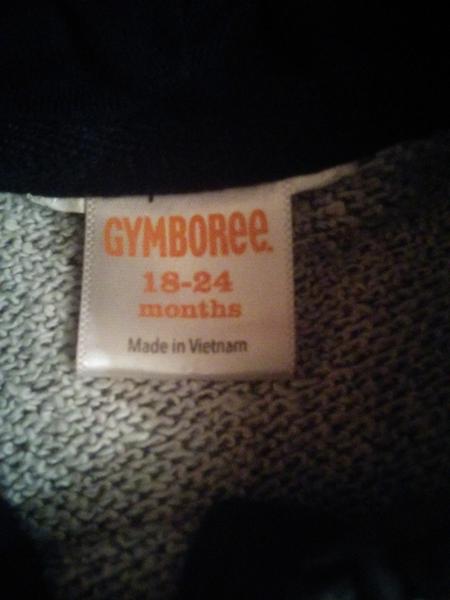 GYMBOREE.
18-24
months
Made in Vietnam